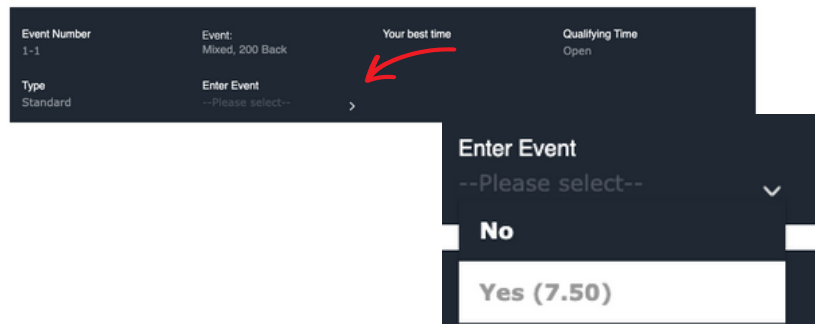 Event Number
1-1
Event:
Mixed, 200 Back
Your best time
Qualifying Time
Open
Type
Standard
Enter Event
--Please select--
Enter Event
--Please select--
No
Yes (7.50)